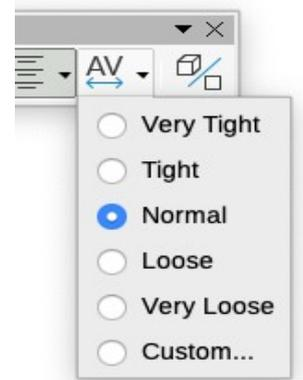 AV
Very Tight
Tight
Normal
Loose
Very Loose
Custom...